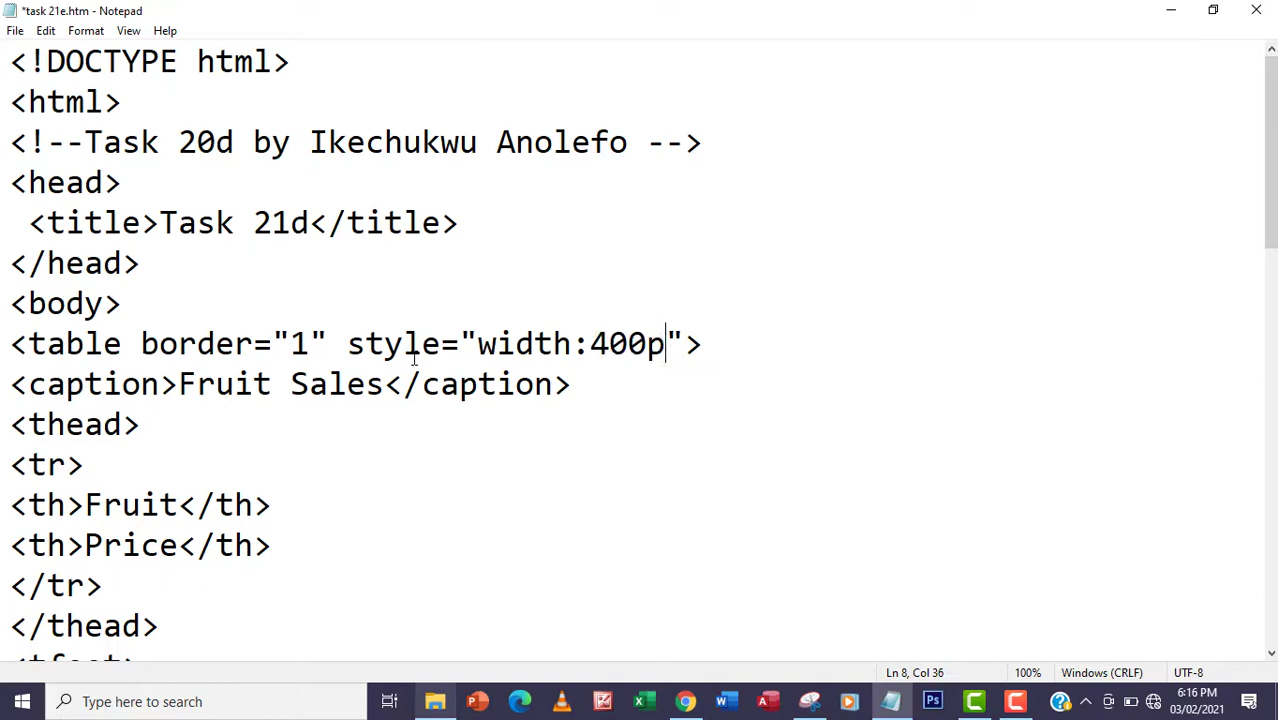 *task 21e.htm - Notepad
File Edit Format View Help
<!DOCTYPE html>
<html>
<!--Task 20d by Ikechukwu Anolefo -->
<head>
<title>Task 21d</title>
</head>
<body>
<table border="1" style="width:400p">
<caption>Fruit Sales</caption>
<thead>
<tr>
<th>Fruit</th>
<th>Price</th>
</tr>
</thead>
<tfoot>
Ln 8, Col 36 100% Windows (CRLF) UTF-8
Type here to search
6:16 PM
03/02/2021